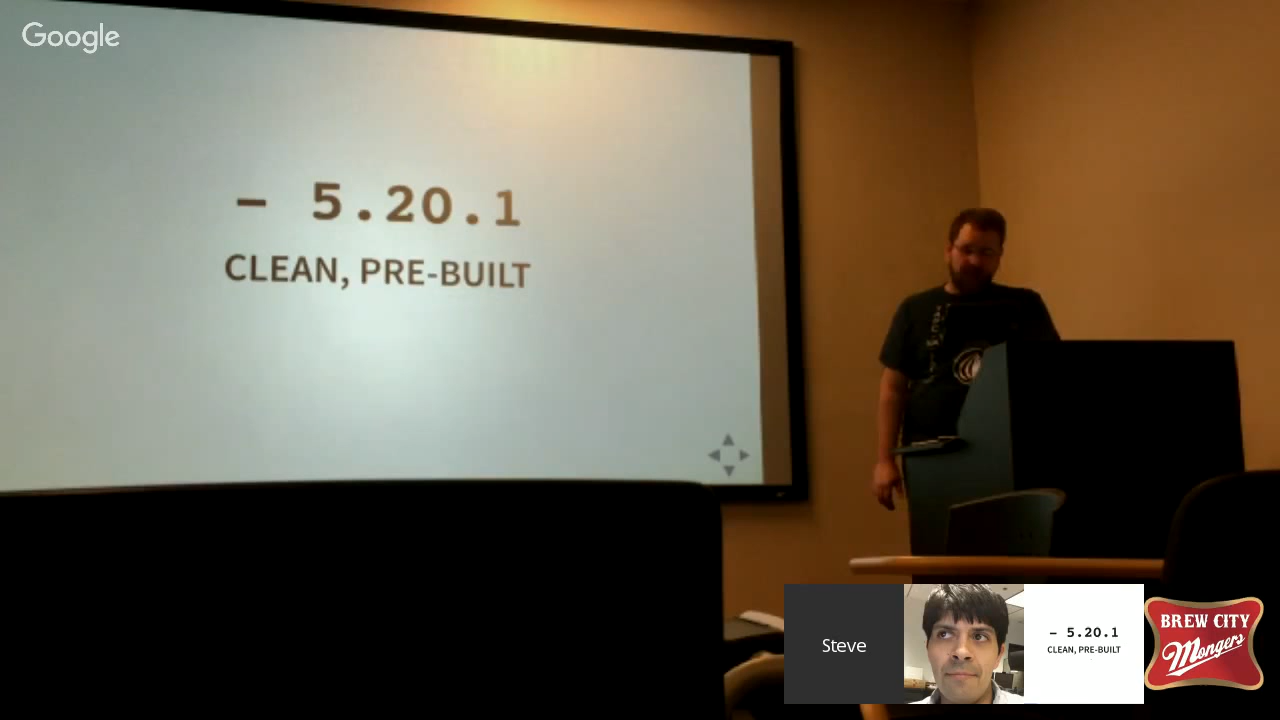 Google
- 5.20.1
CLEAN, PRE-BUILT
Steve
- 5.20.1
CLEAN, PRE-BUILT
BREW CITY
Mongers